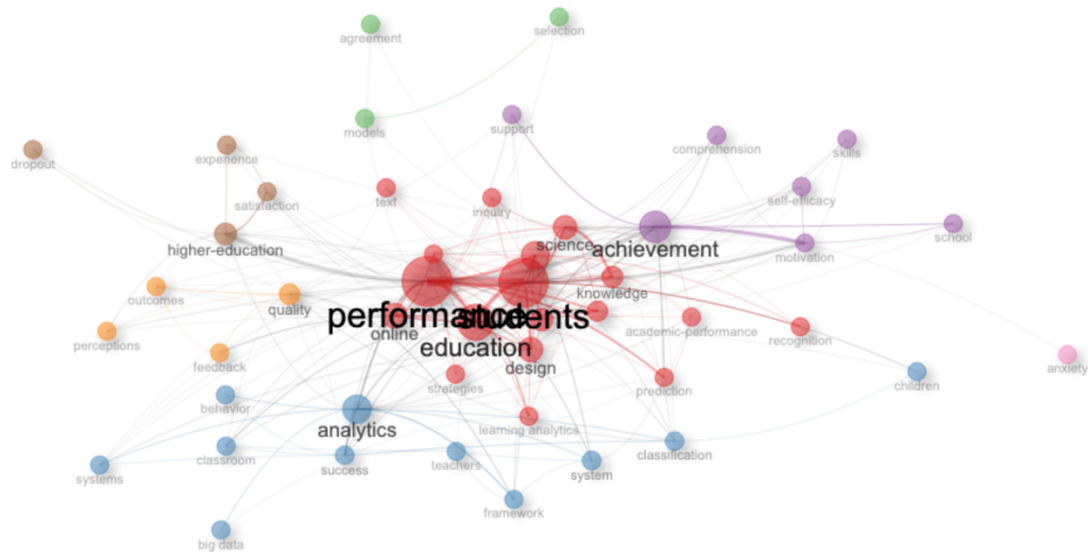 selection
agreement
support
models
comprehension
skills
dropout
experience
self-efficacy
satisfaction
text
inquiry
school
science
achievement
higher-education
motivation
knowledge
outcomes
quality
performance
students
online
academic-performance
recognition
perceptions
education
design
feedback
anxiety
strategies
prediction
children
behavior
analytics
learning analytics
classroom
success
teachers
classification
systems
system
framework
big data